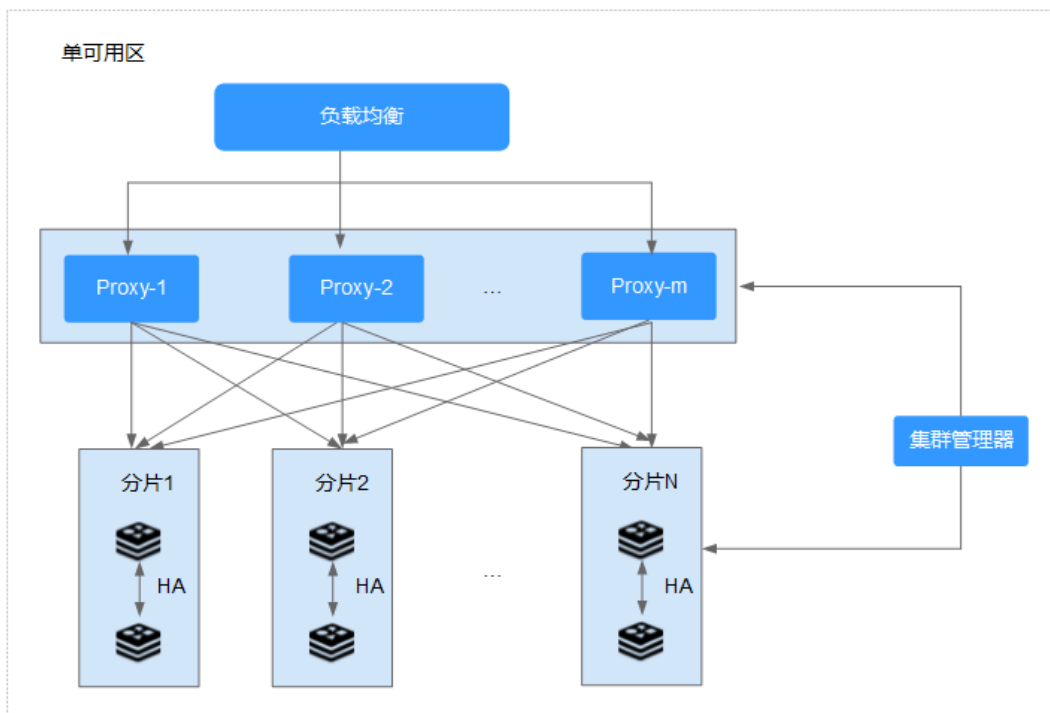 单可用区
负载均衡
Proxy-1
Proxy-2
...
Proxy-m
集群管理器
分片1
分片2
分片N
HA
HA
...
HA